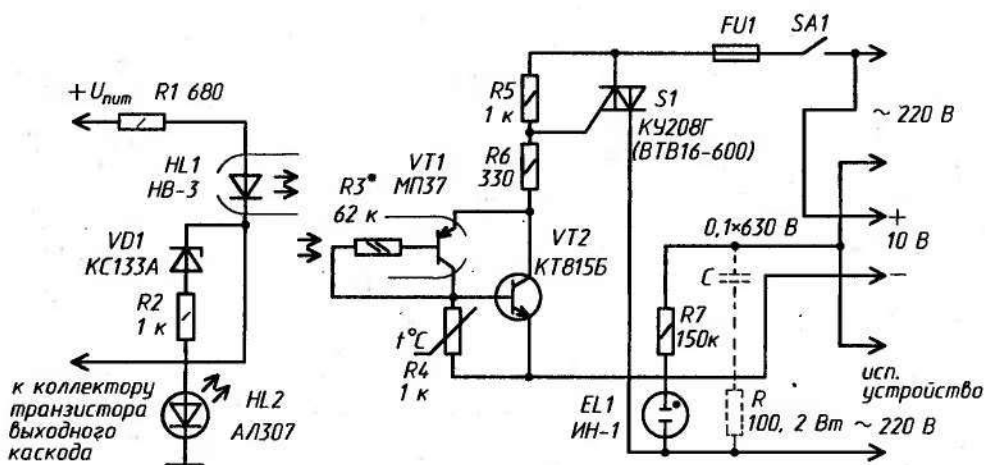 FU1
SA1
+ Uпит
R1 680
R5
1 к
S1
КУ208Г
(BTB16-600)
~ 220 В
HL1
НВ-3
R3*
62 к
VT1
МП37
R6
330
0,1×630 В
+
10 В
−
VD1
КС133А
VT2
КТ815Б
C
R2
1 к
t°C
R4
1 к
R7
150к
к коллектору
транзистора
выходного
каскода
HL2
АЛ307
EL1
ИН-1
R
100, 2 Вт
исп.
устройство
~ 220 В